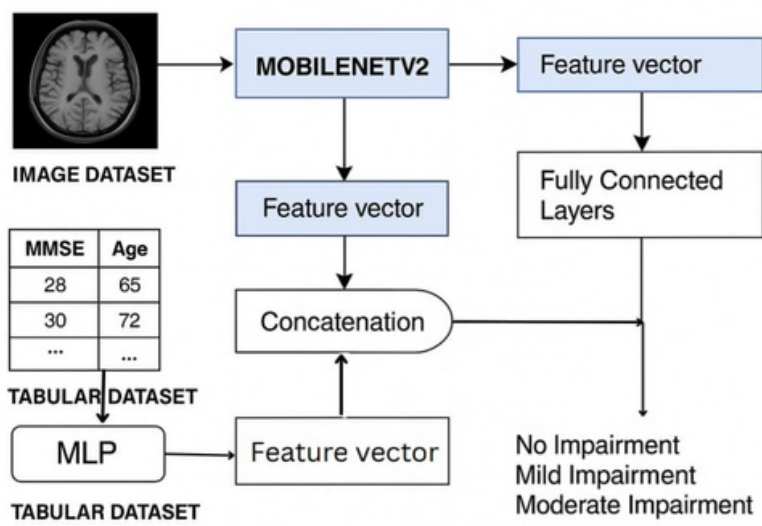 MOBILENETV2
Feature vector
IMAGE DATASET
Feature vector
Fully Connected
Layers
MMSE Age
28 65
30 72
... ...
Concatenation
TABULAR DATASET
MLP
Feature vector
TABULAR DATASET
No Impairment
Mild Impairment
Moderate Impairment